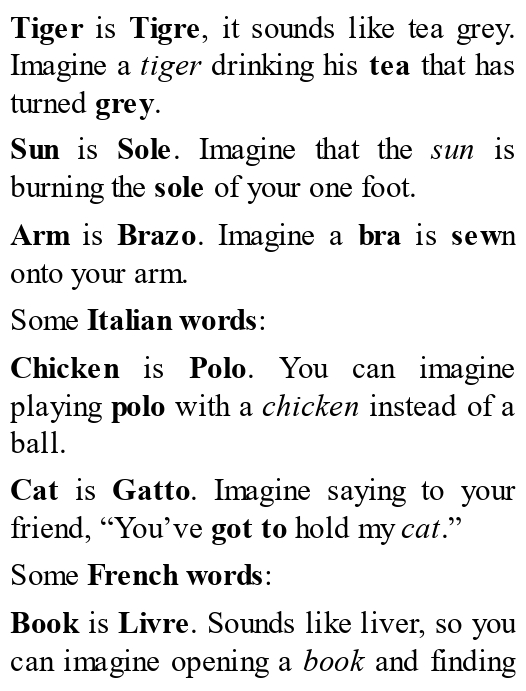 Tiger is Tigre, it sounds like tea grey.
Imagine a tiger drinking his tea that has
turned grey.
Sun is Sole. Imagine that the sun is
burning the sole of your one foot.
Arm is Brazo. Imagine a bra is sewn
onto your arm.
Some Italian words:
Chicken is Polo. You can imagine
playing polo with a chicken instead of a
ball.
Cat is Gatto. Imagine saying to your
friend, “You’ve got to hold my cat.”
Some French words:
Book is Livre. Sounds like liver, so you
can imagine opening a book and finding